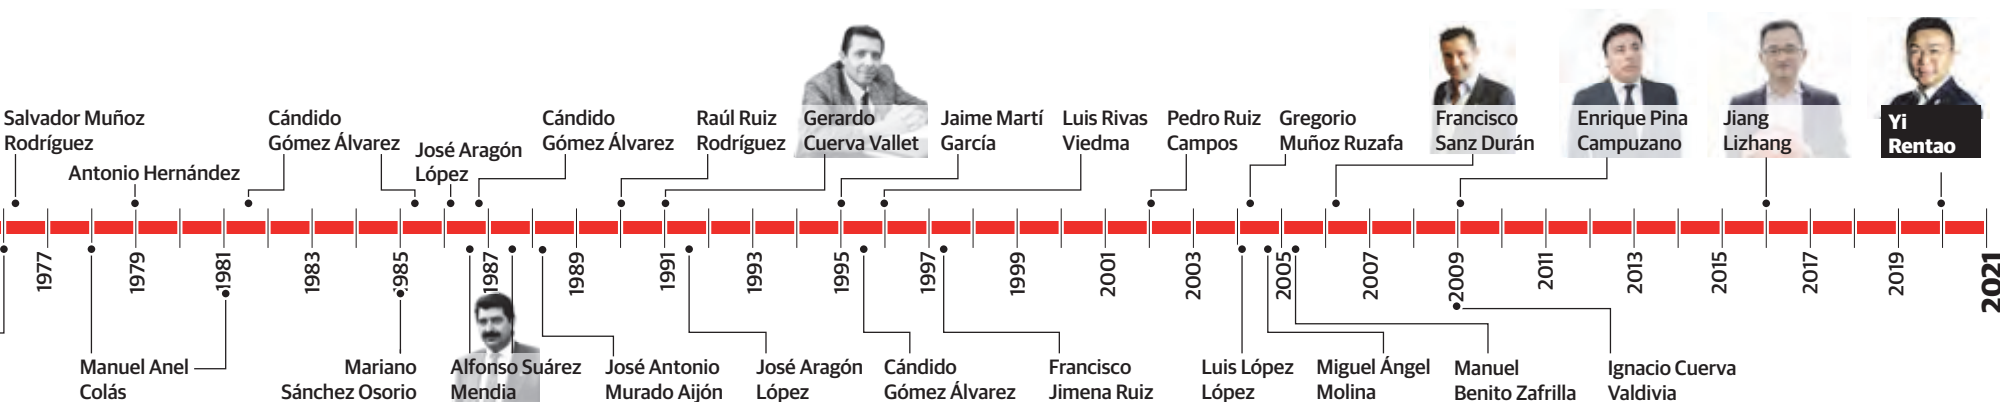 Salvador Muñoz
Rodríguez
Antonio Hernández
Cándido
Gómez Álvarez
José Aragón
López
Cándido
Gómez Álvarez
Raúl Ruiz
Rodríguez
Gerardo
Cuerva Vallet
Jaime Martí
García
Luis Rivas
Viedma
Pedro Ruiz
Campos
Gregorio
Muñoz Ruzafa
Francisco
Sanz Durán
Enrique Pina
Campuzano
Jiang
Lizhang
Yi
Rentao
1977
1979
1981
1983
1985
1987
1989
1991
1993
1995
1997
1999
2001
2003
2005
2007
2009
2011
2013
2015
2017
2019
2021
Manuel Anel
Colás
Mariano
Sánchez Osorio
Alfonso Suárez
Mendia
José Antonio
Murado Aijón
José Aragón
López
Cándido
Gómez Álvarez
Francisco
Jimena Ruiz
Luis López
López
Miguel Ángel
Molina
Manuel
Benito Zafrilla
Ignacio Cuerva
Valdivia